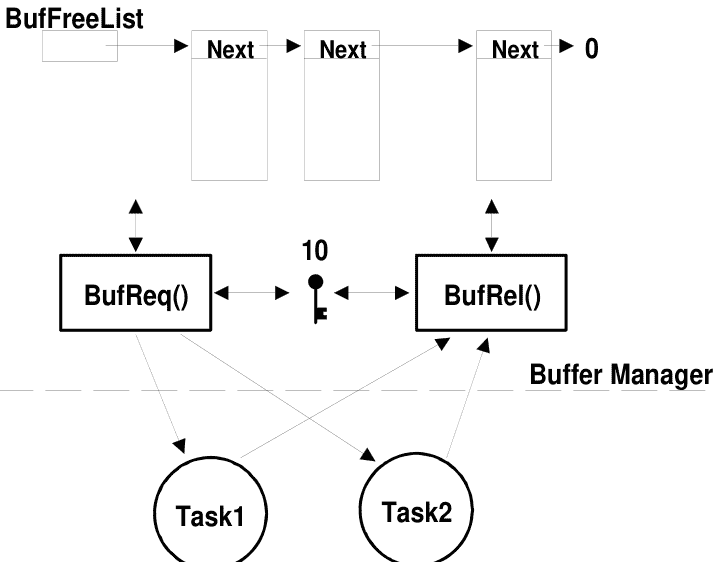 BufFreeList
Next Next Next 0
10
BufReq() BufRel()
Buffer Manager
Task1 Task2